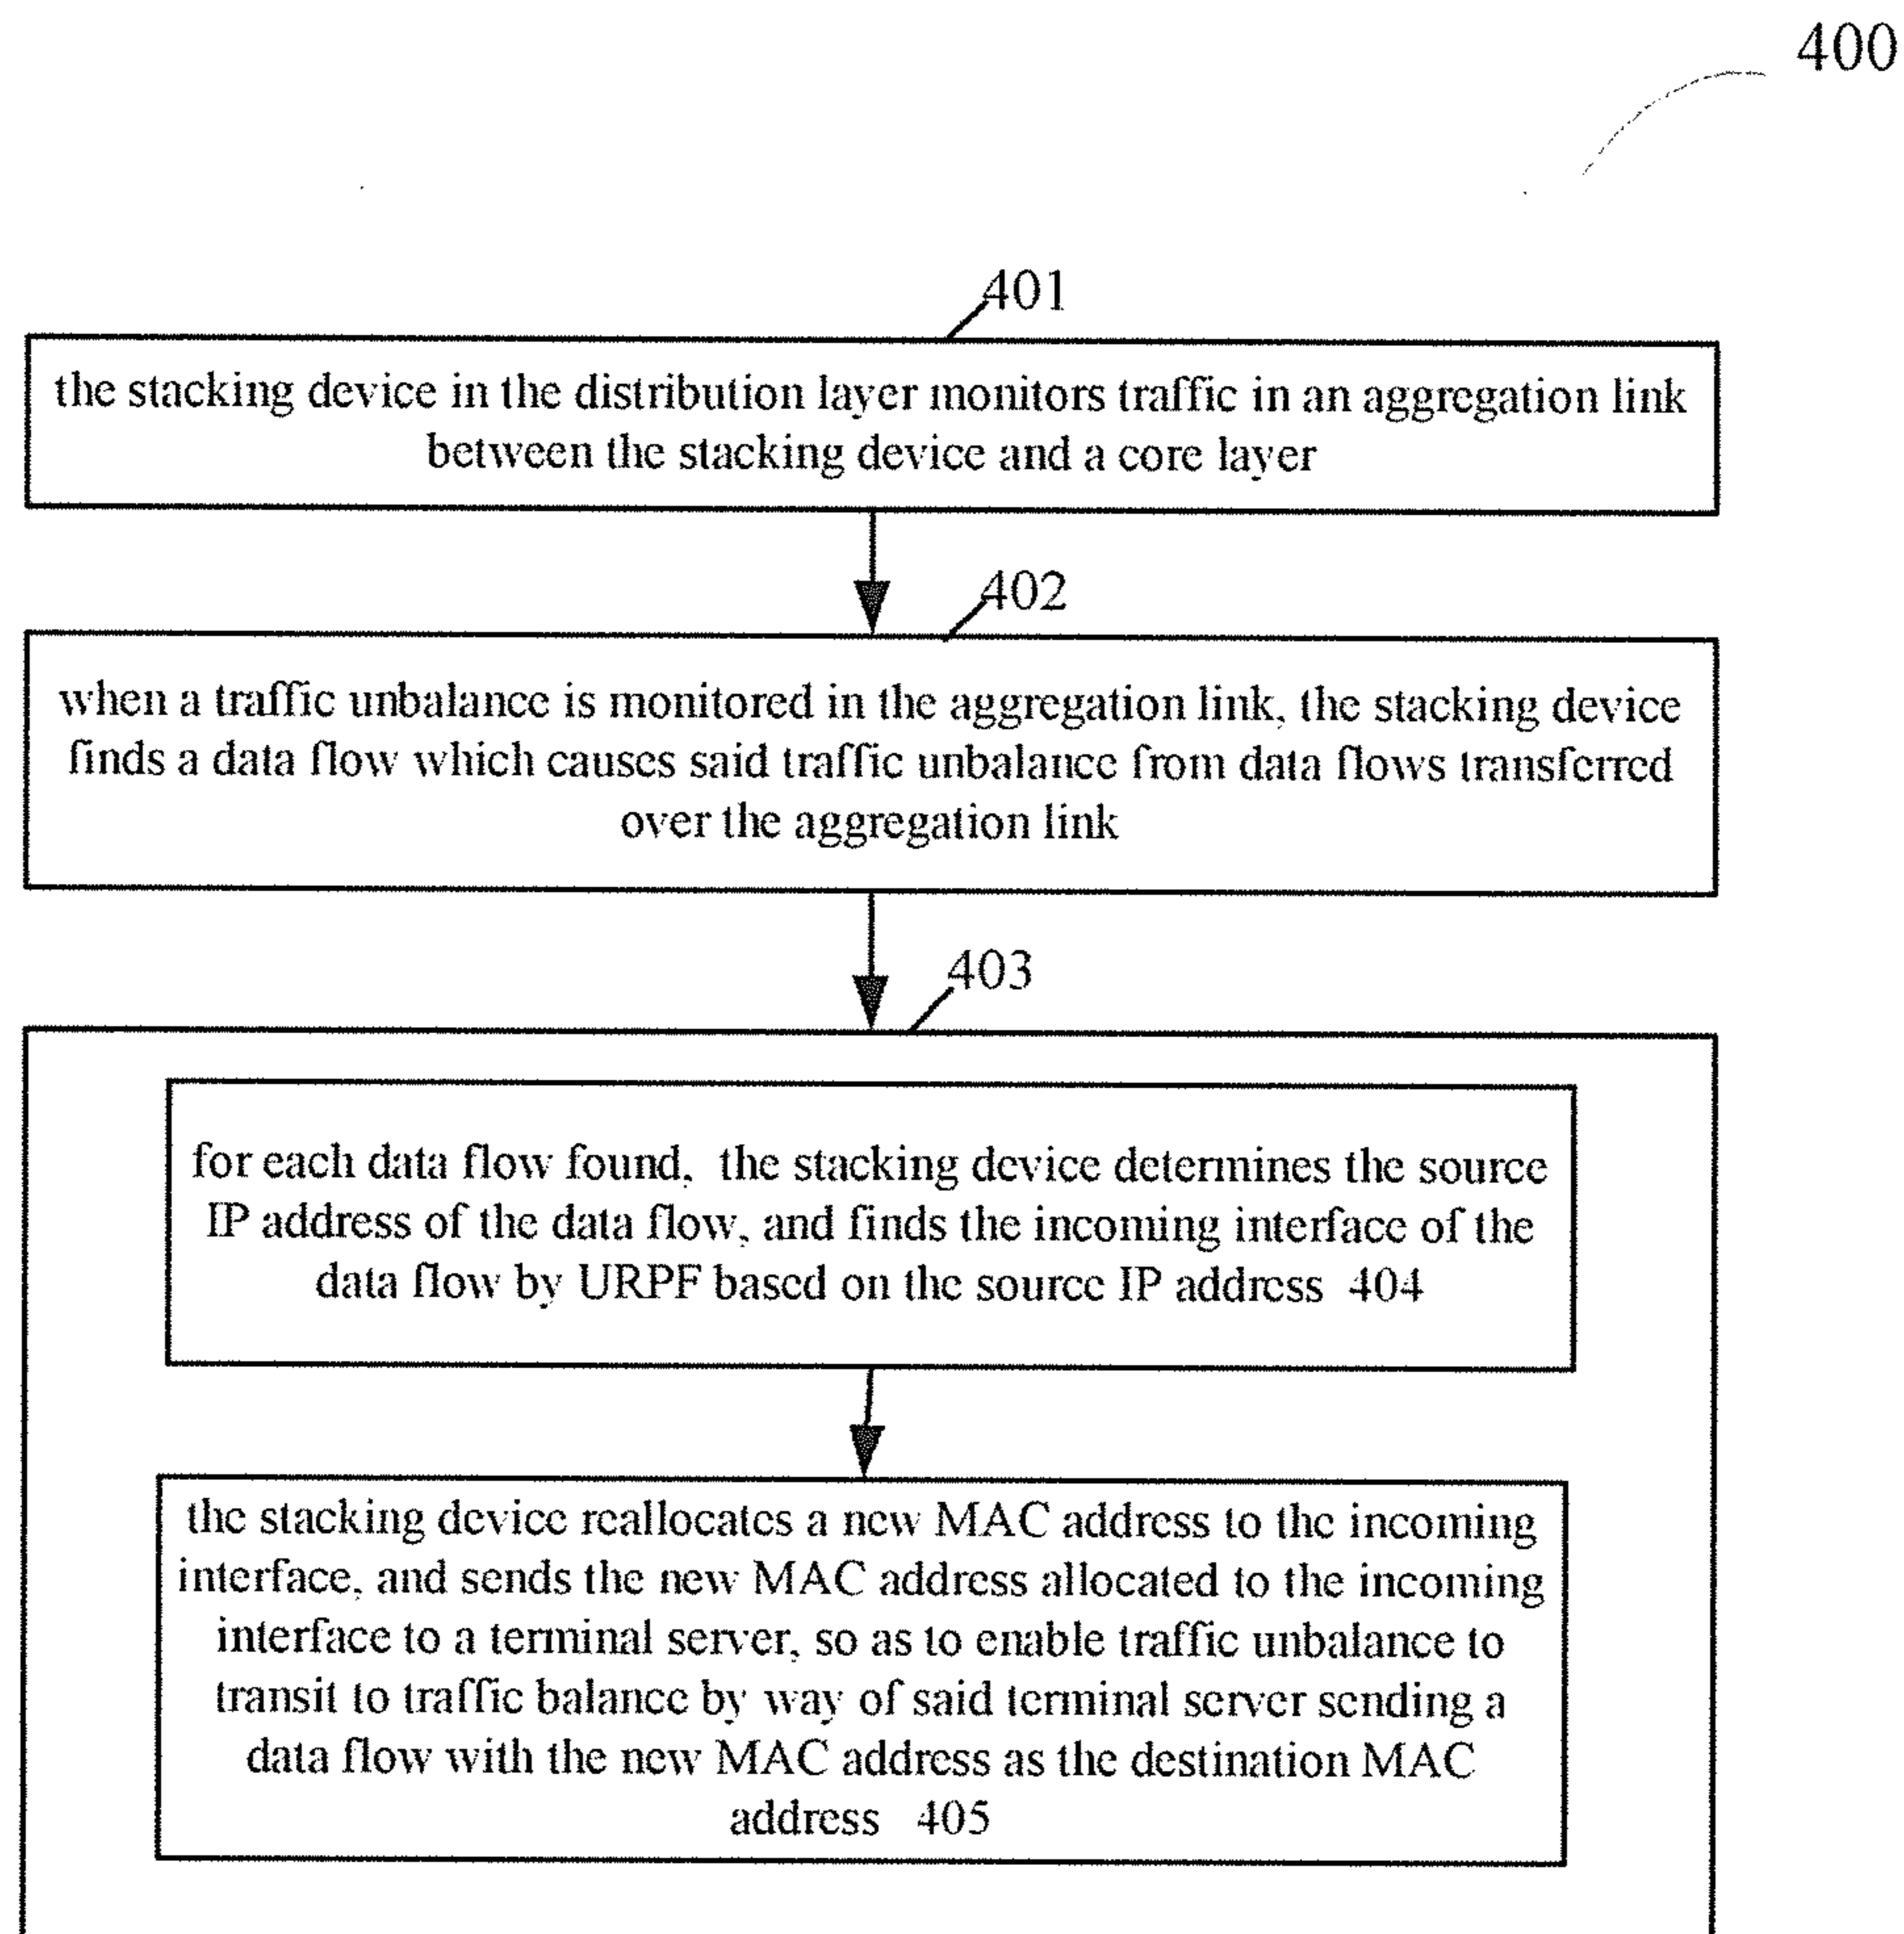 400
401
the stacking device in the distribution layer monitors traffic in an aggregation link
between the stacking device and a core layer
402
when a traffic unbalance is monitored in the aggregation link, the stacking device
finds a data flow which causes said traffic unbalance from data flows transferred
over the aggregation link
403
for each data flow found, the stacking device determines the source
IP address of the data flow, and finds the incoming interface of the
data flow by URPF based on the source IP address 404
the stacking device reallocates a new MAC address to the incoming
interface, and sends the new MAC address allocated to the incoming
interface to a terminal server, so as to enable traffic unbalance to
transit to traffic balance by way of said terminal server sending a
data flow with the new MAC address as the destination MAC
address 405